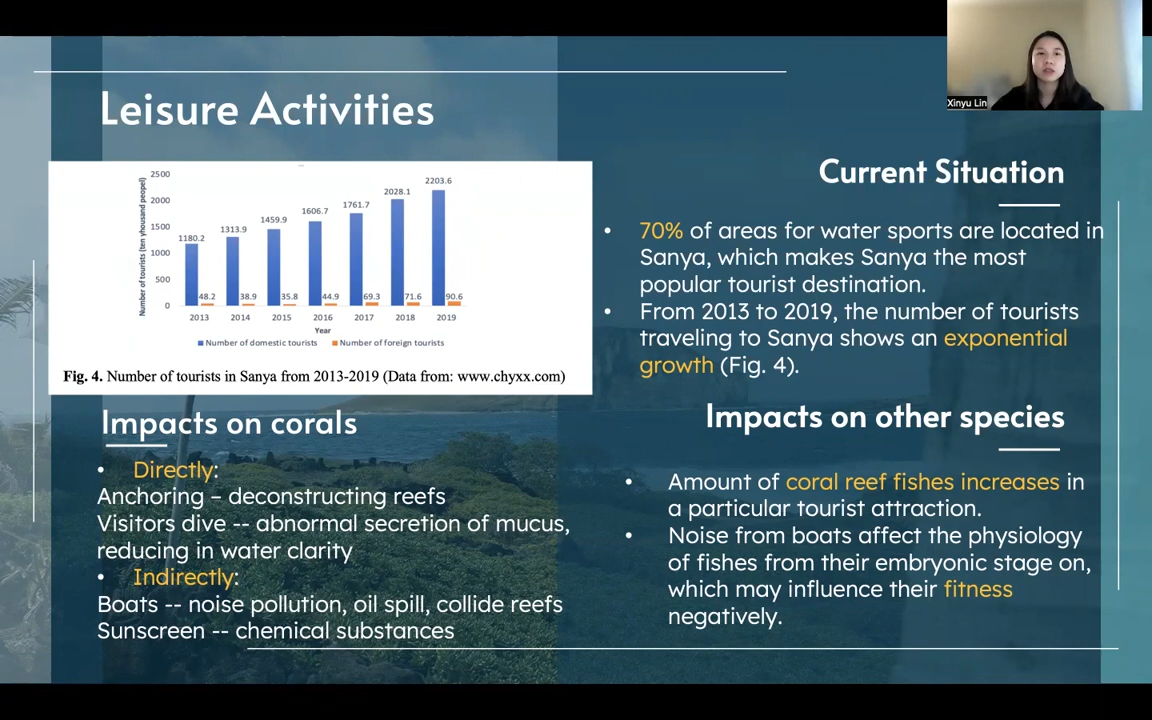 Xinyu Lin
Leisure Activities
2500
2000
1500
1000
500
0
Number of tourists (ten yhousand peopel)
1180.2
1313.9
1459.9
1606.7
1761.7
2028.1
2203.6
48.2
38.9
35.8
44.9
69.3
71.6
90.6
2013
2014
2015
2016
2017
2018
2019
Year
Number of domestic tourists
Number of foreign tourists
Fig. 4. Number of tourists in Sanya from 2013-2019 (Data from: www.chyxx.com)
Impacts on corals
• Directly:
Anchoring – deconstructing reefs
Visitors dive -- abnormal secretion of mucus,
reducing in water clarity
• Indirectly:
Boats -- noise pollution, oil spill, collide reefs
Sunscreen -- chemical substances
Current Situation
• 70% of areas for water sports are located in
Sanya, which makes Sanya the most
popular tourist destination.
• From 2013 to 2019, the number of tourists
traveling to Sanya shows an exponential
growth (Fig. 4).
Impacts on other species
• Amount of coral reef fishes increases in
a particular tourist attraction.
• Noise from boats affect the physiology
of fishes from their embryonic stage on,
which may influence their fitness
negatively.